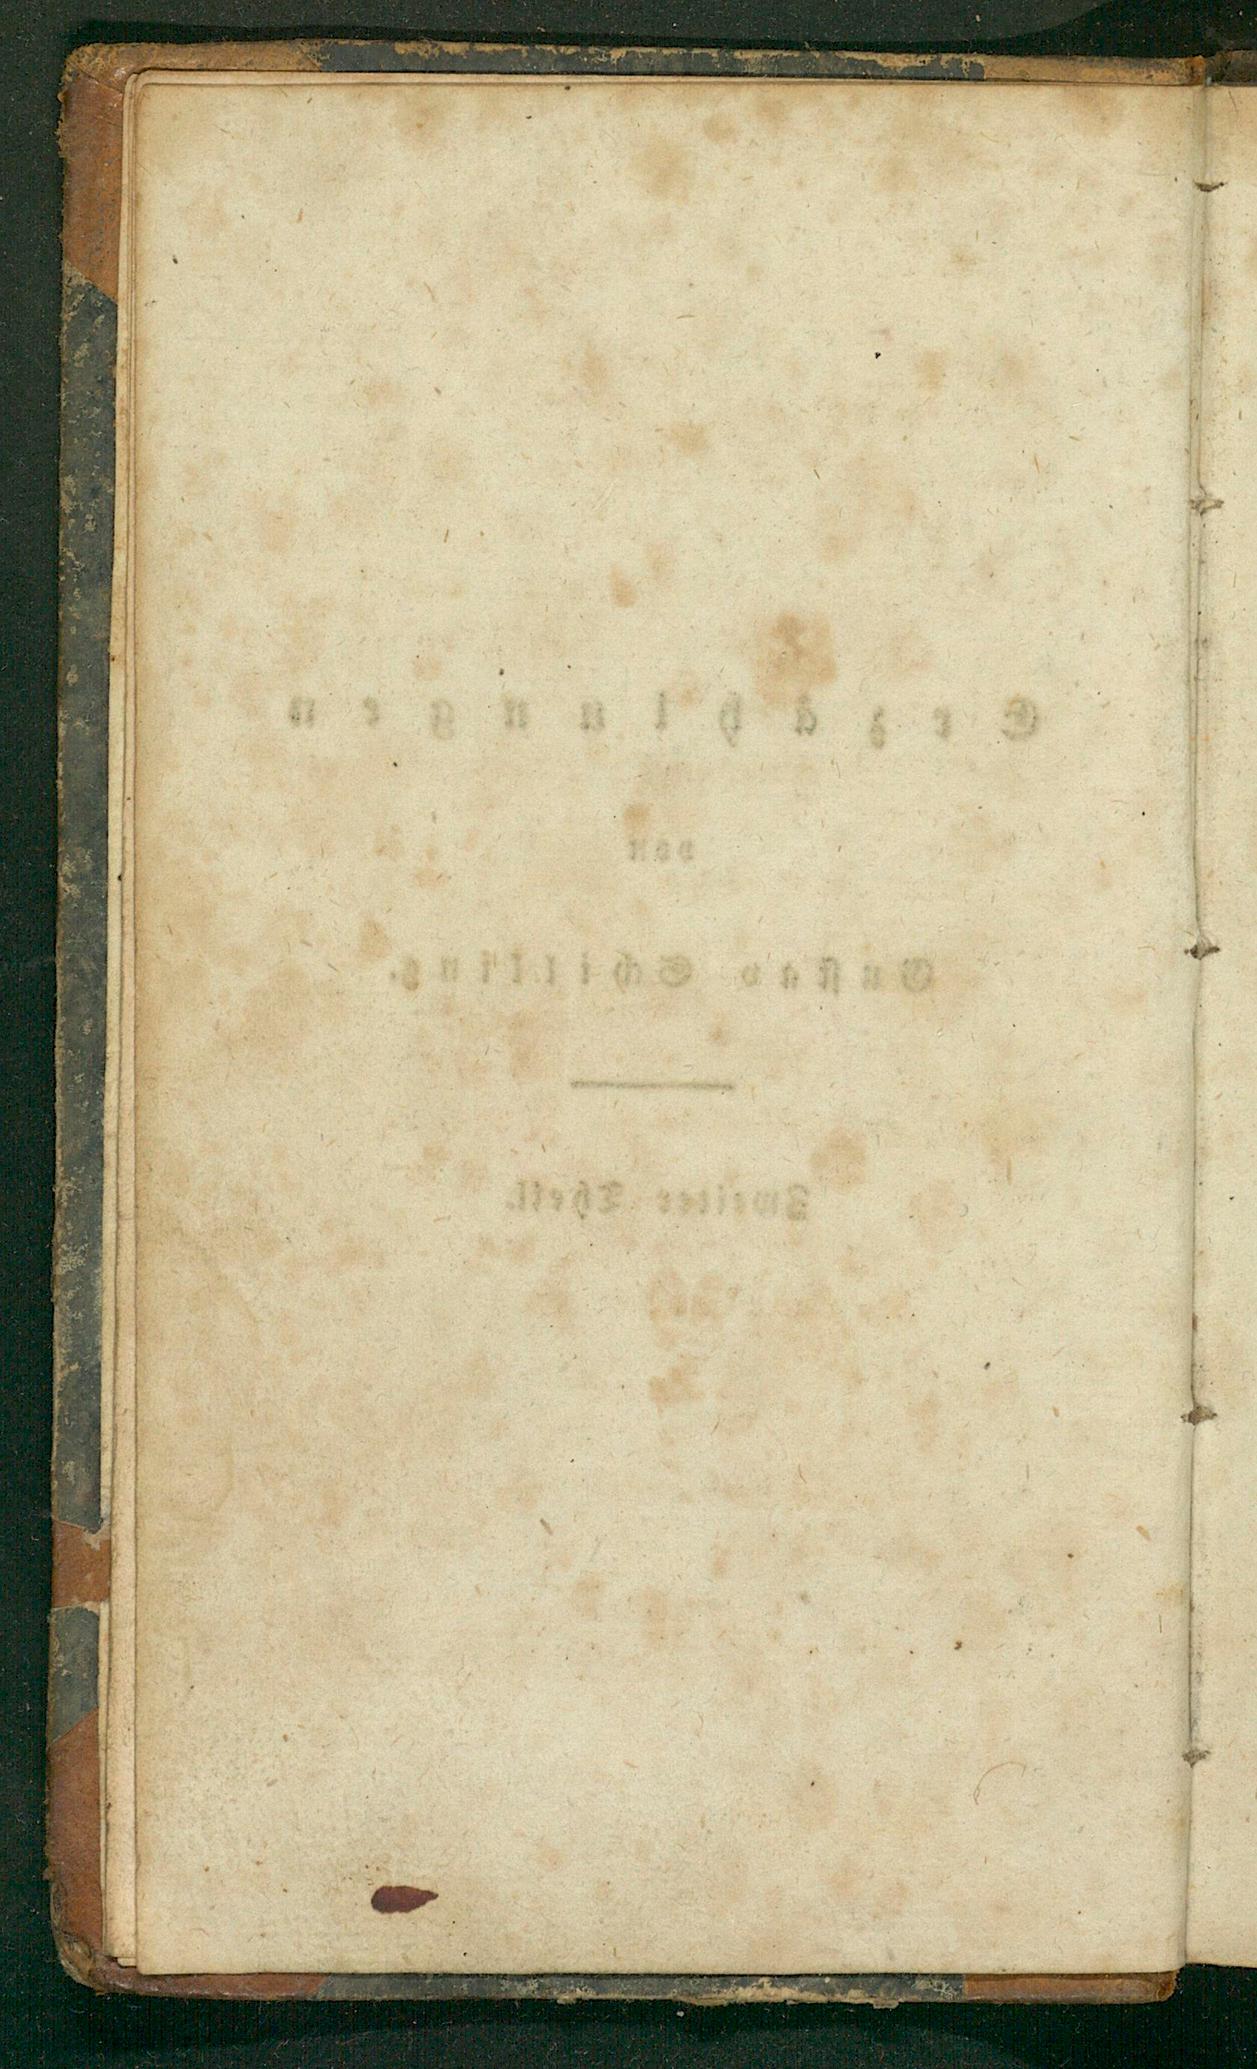 Erzählungen
von
Gustav Schilling.
Zweiter Theil.